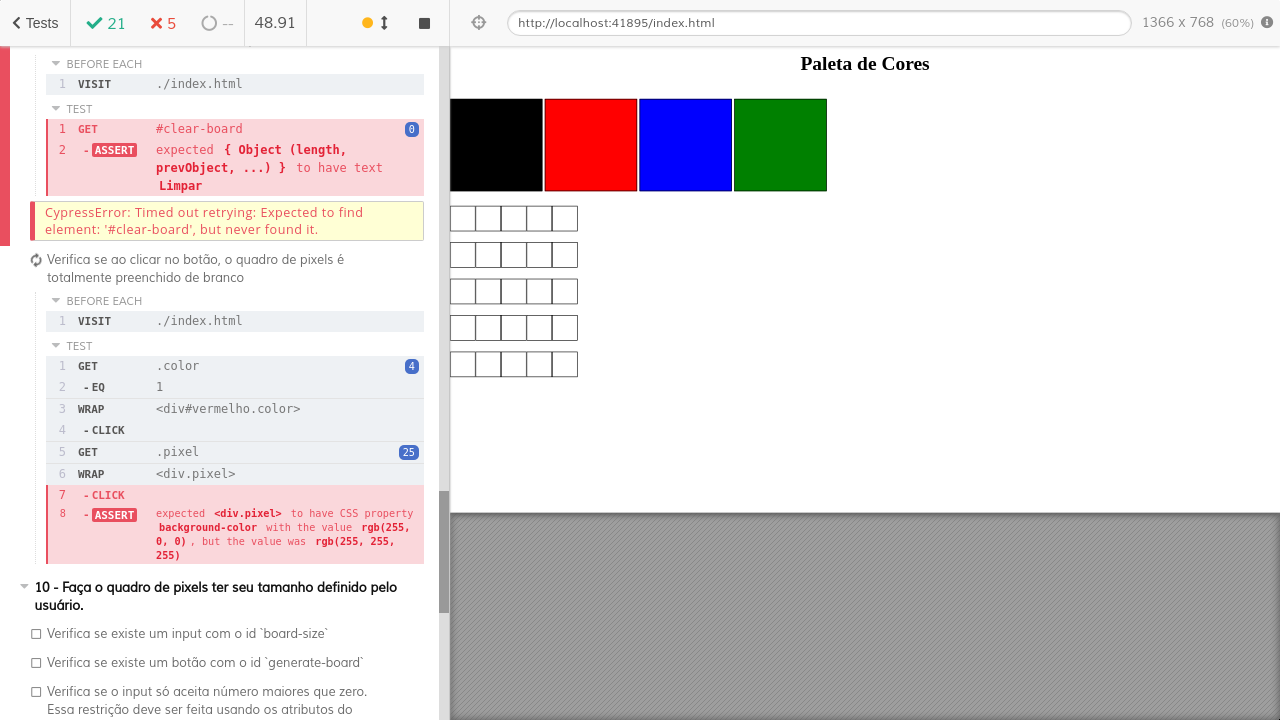 Tests
21
5
--
48.91
http://localhost:41895/index.html
1366 x 768 (60%)
BEFORE EACH
1 VISIT ./index.html
TEST
1 GET #clear-board 0
2 - ASSERT expected { Object (length,
prevObject, ...) } to have text
Limpar
CypressError: Timed out retrying: Expected to find
element: '#clear-board', but never found it.
Verifica se ao clicar no botão, o quadro de pixels é
totalmente preenchido de branco
BEFORE EACH
1 VISIT ./index.html
TEST
1 GET .color 4
2 - EQ 1
3 WRAP <div#vermelho.color>
4 - CLICK
5 GET .pixel 25
6 WRAP <div.pixel>
7 - CLICK
8 - ASSERT expected <div.pixel> to have CSS property
background-color with the value rgb(255,
0, 0) , but the value was rgb(255, 255,
255)
10 - Faça o quadro de pixels ter seu tamanho definido pelo
usuário.
Verifica se existe um input com o id `board-size`
Verifica se existe um botão com o id `generate-board`
Verifica se o input só aceita número maiores que zero.
Essa restrição deve ser feita usando os atributos do
Paleta de Cores